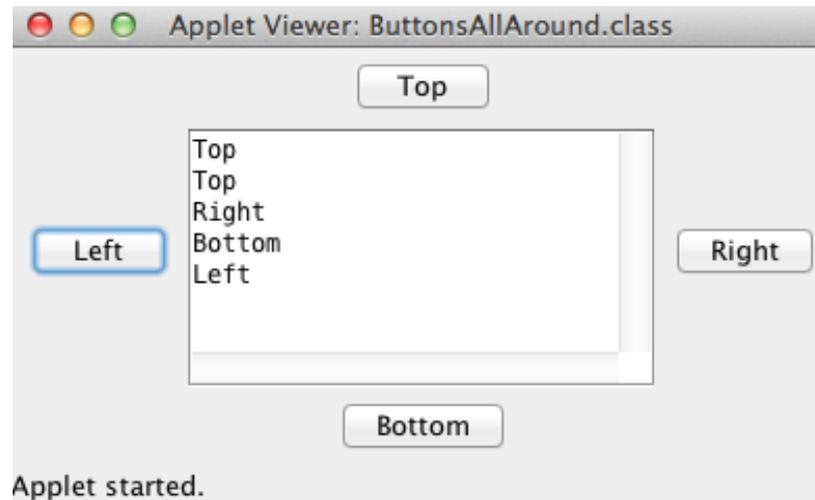 Applet Viewer: ButtonsAllAround.class
Top
Top
Top
Right
Bottom
Left
Left
Right
Bottom
Applet started.